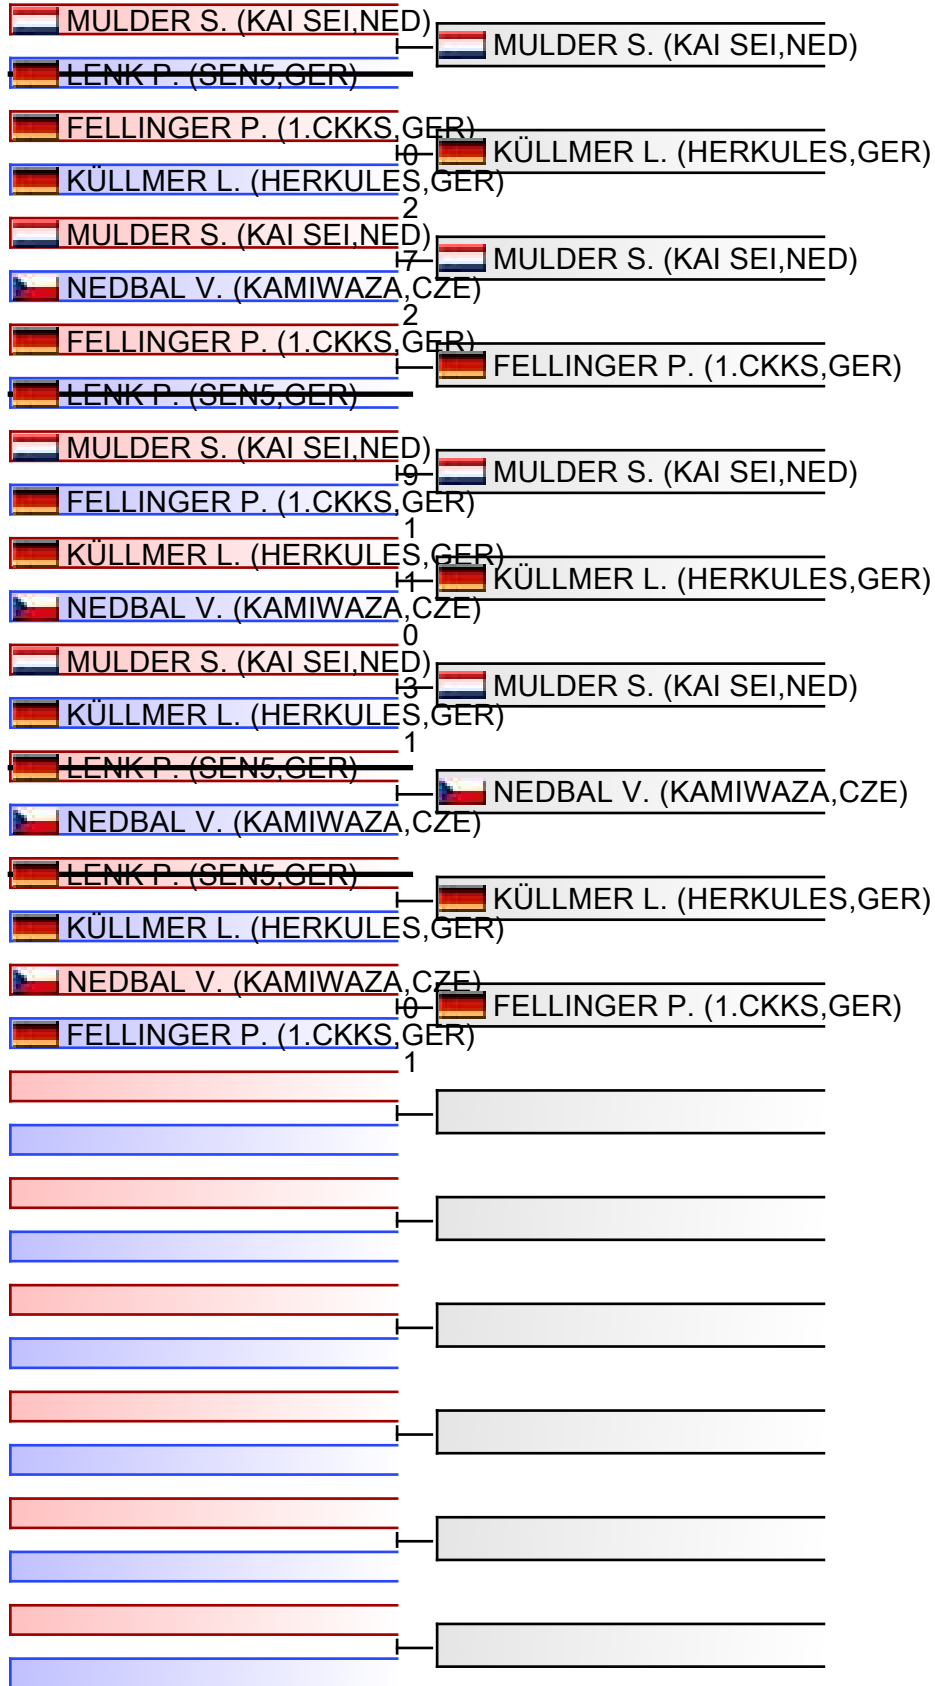 MULDER S. (KAI SEI,NED)
MULDER S. (KAI SEI,NED)
LENK P. (SEN5,GER)
FELLINGER P. (1.CKKS,GER)
0
KÜLLMER L. (HERKULES,GER)
KÜLLMER L. (HERKULES,GER)
2
MULDER S. (KAI SEI,NED)
7
MULDER S. (KAI SEI,NED)
NEDBAL V. (KAMIWAZA,CZE)
2
FELLINGER P. (1.CKKS,GER)
FELLINGER P. (1.CKKS,GER)
LENK P. (SEN5,GER)
MULDER S. (KAI SEI,NED)
9
MULDER S. (KAI SEI,NED)
FELLINGER P. (1.CKKS,GER)
1
KÜLLMER L. (HERKULES,GER)
1
KÜLLMER L. (HERKULES,GER)
NEDBAL V. (KAMIWAZA,CZE)
0
MULDER S. (KAI SEI,NED)
3
MULDER S. (KAI SEI,NED)
KÜLLMER L. (HERKULES,GER)
1
LENK P. (SEN5,GER)
NEDBAL V. (KAMIWAZA,CZE)
NEDBAL V. (KAMIWAZA,CZE)
LENK P. (SEN5,GER)
KÜLLMER L. (HERKULES,GER)
KÜLLMER L. (HERKULES,GER)
NEDBAL V. (KAMIWAZA,CZE)
0
FELLINGER P. (1.CKKS,GER)
FELLINGER P. (1.CKKS,GER)
1